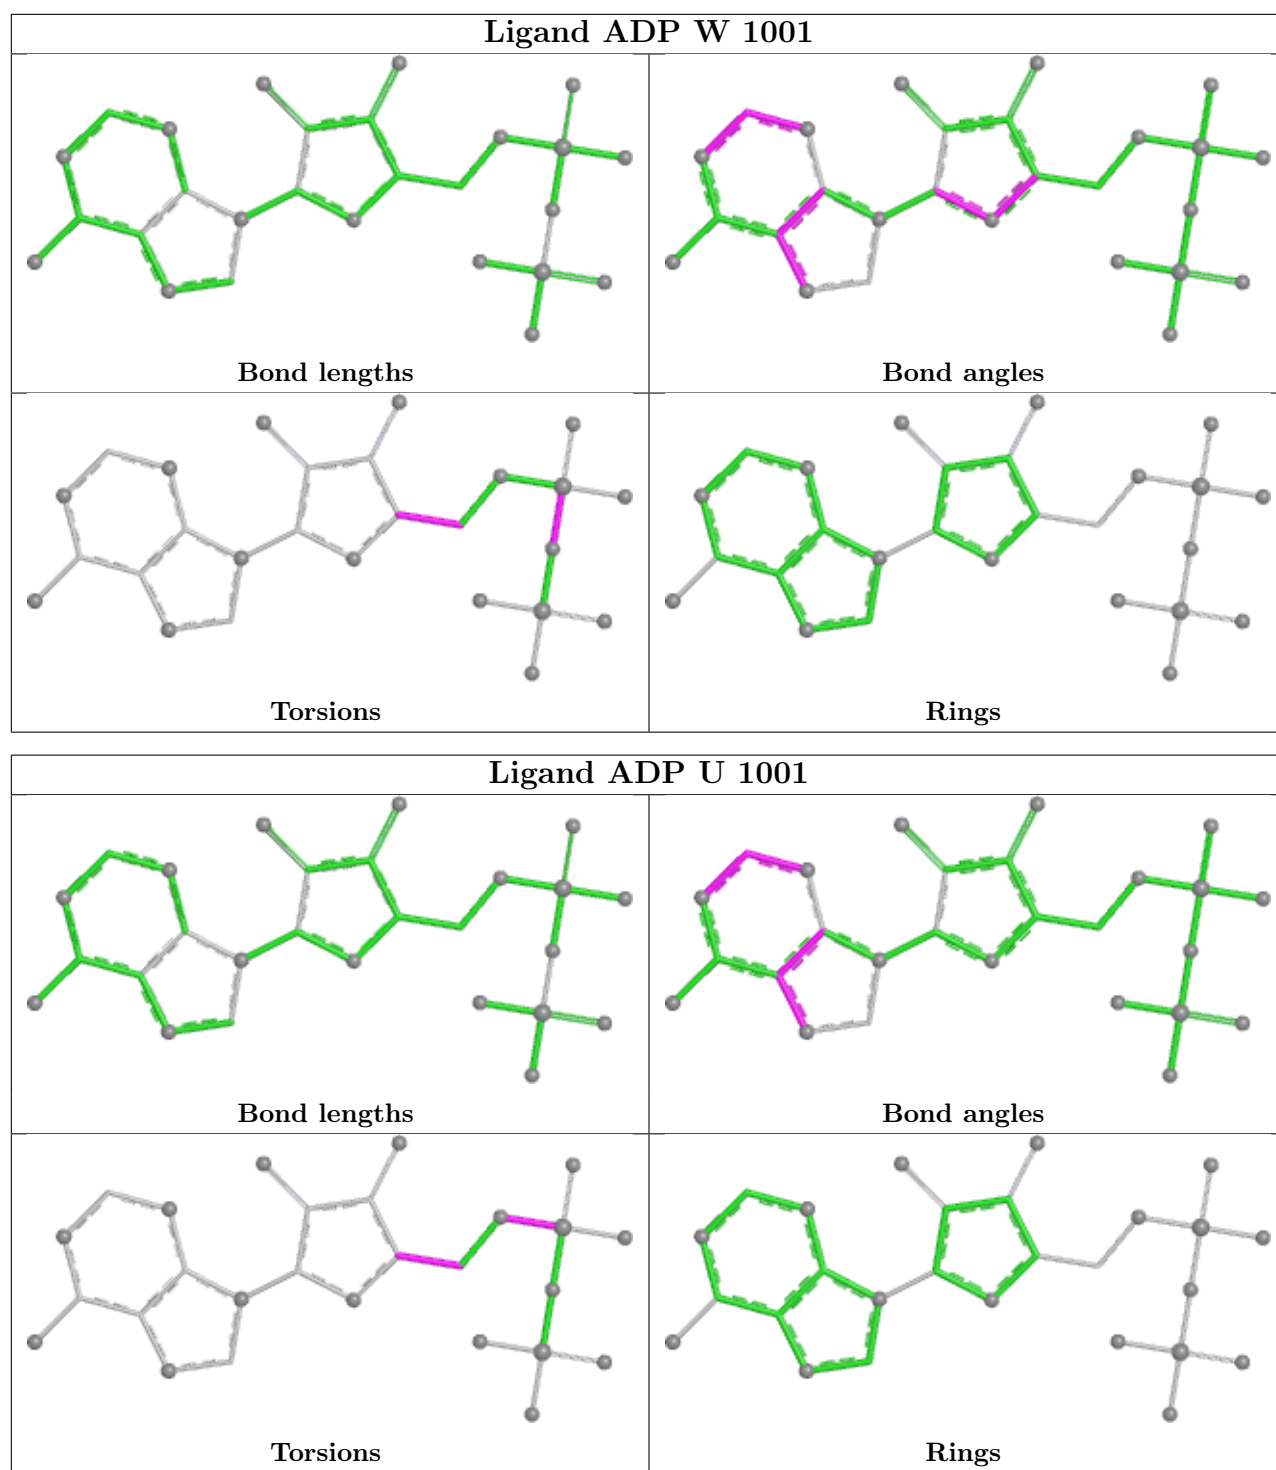 Ligand ADP W 1001
Bond lengths
Bond angles
Torsions
Rings
Ligand ADP U 1001
Bond lengths
Bond angles
Torsions
Rings